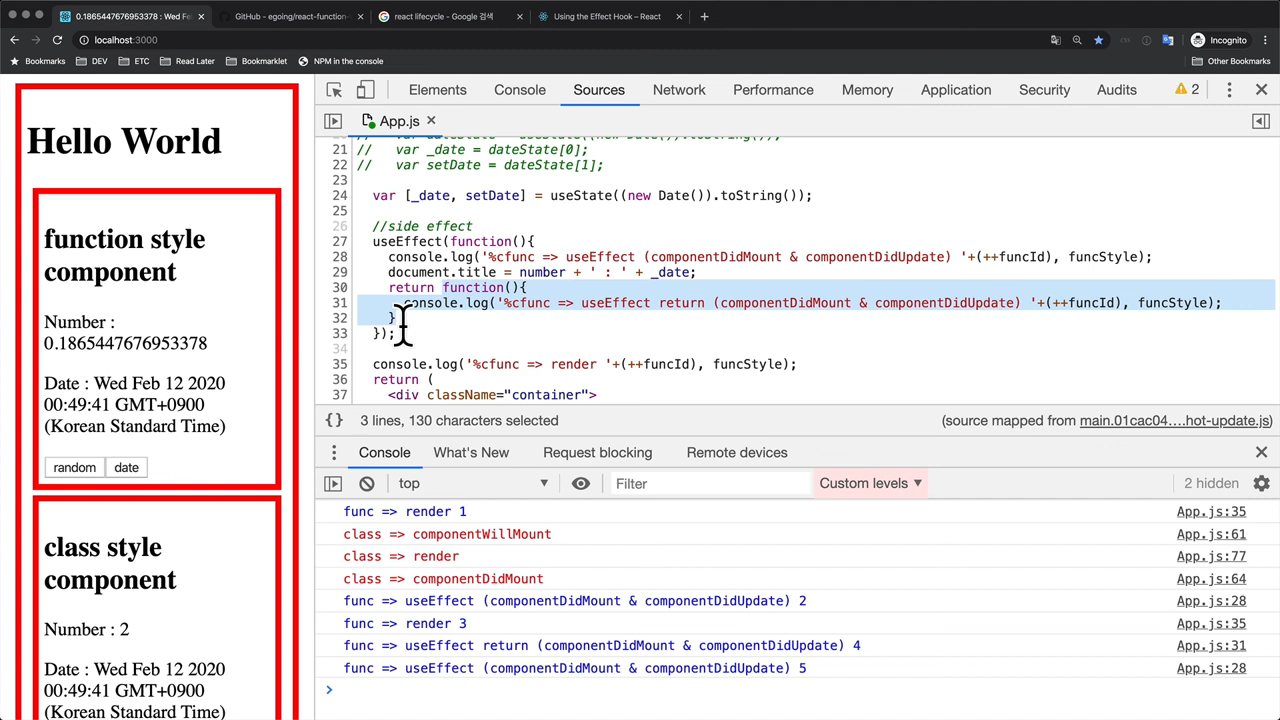 0.1865447676953378 : Wed Fe
GitHub - egoing/react-function-
react lifecycle - Google 검색
Using the Effect Hook – React
localhost:3000
Incognito
Bookmarks
DEV
ETC
Read Later
Bookmarklet
NPM in the console
Other Bookmarks
Hello World
function style
component
Number :
0.1865447676953378
Date : Wed Feb 12 2020
00:49:41 GMT+0900
(Korean Standard Time)
random
date
class style
component
Number : 2
Date : Wed Feb 12 2020
00:49:41 GMT+0900
(Korean Standard Time)
Elements
Console
Sources
Network
Performance
Memory
Application
Security
Audits
2
App.js
21 // var _date = dateState[0];
22 // var setDate = dateState[1];
23
24 var [_date, setDate] = useState((new Date()).toString());
25
26 //side effect
27 useEffect(function(){
28 console.log('%cfunc => useEffect (componentDidMount & componentDidUpdate) '+(++funcId), funcStyle);
29 document.title = number + ' : ' + _date;
30 return function(){
31 console.log('%cfunc => useEffect return (componentDidMount & componentDidUpdate) '+(++funcId), funcStyle);
32 }
33 });
34
35 console.log('%cfunc => render '+(++funcId), funcStyle);
36 return (
37 <div className="container">
{ } 3 lines, 130 characters selected
(source mapped from main.01cac04….hot-update.js)
Console
What's New
Request blocking
Remote devices
top
Filter
Custom levels
2 hidden
func => render 1 App.js:35
class => componentWillMount App.js:61
class => render App.js:77
class => componentDidMount App.js:64
func => useEffect (componentDidMount & componentDidUpdate) 2 App.js:28
func => render 3 App.js:35
func => useEffect return (componentDidMount & componentDidUpdate) 4 App.js:31
func => useEffect (componentDidMount & componentDidUpdate) 5 App.js:28
>